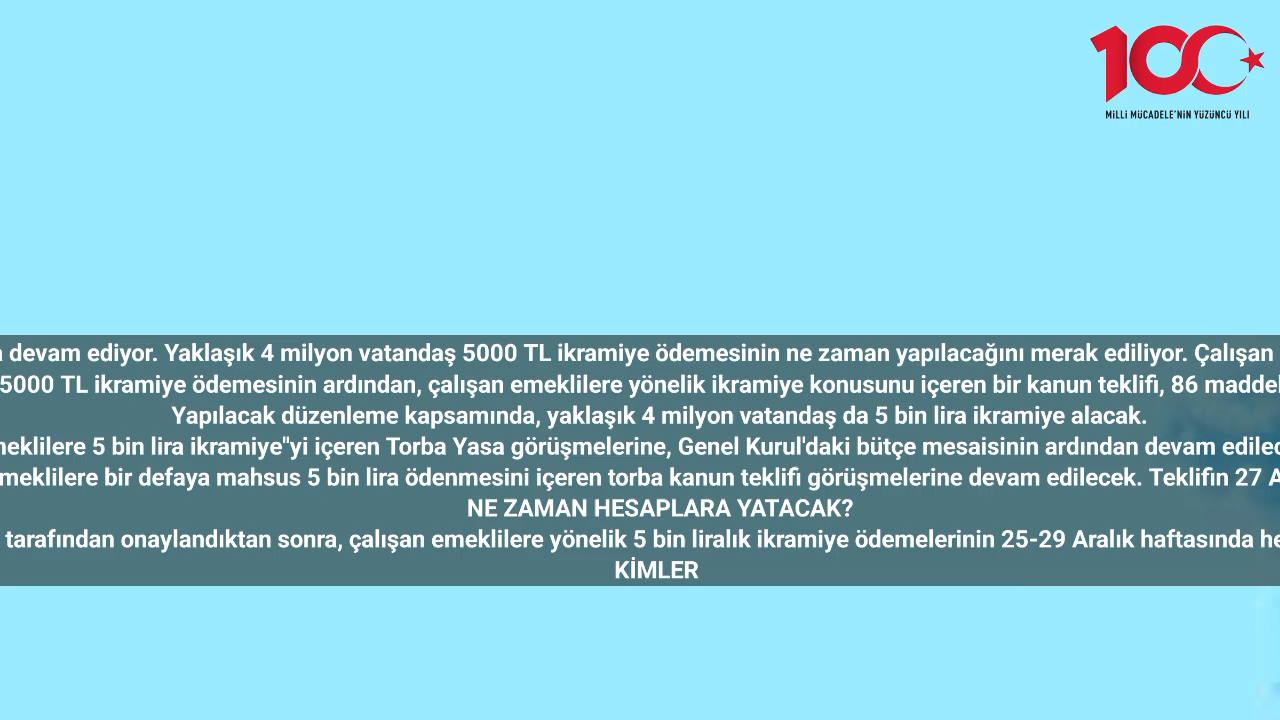 100
MİLLİ MÜCADELE'NİN YÜZÜNCÜ YILI
devam ediyor. Yaklaşık 4 milyon vatandaş 5000 TL ikramiye ödemesinin ne zaman yapılacağını merak ediliyor. Çalışan
5000 TL ikramiye ödemesinin ardından, çalışan emeklilere yönelik ikramiye konusunu içeren bir kanun teklifi, 86 maddel
Yapılacak düzenleme kapsamında, yaklaşık 4 milyon vatandaş da 5 bin lira ikramiye alacak.
neklilere 5 bin lira ikramiye"yi içeren Torba Yasa görüşmelerine, Genel Kurul'daki bütçe mesaisinin ardından devam edilec
meklilere bir defaya mahsus 5 bin lira ödenmesini içeren torba kanun teklifi görüşmelerine devam edilecek. Teklifin 27 A
NE ZAMAN HESAPLARA YATACAK?
tarafından onaylandıktan sonra, çalışan emeklilere yönelik 5 bin liralık ikramiye ödemelerinin 25-29 Aralık haftasında he
KİMLER